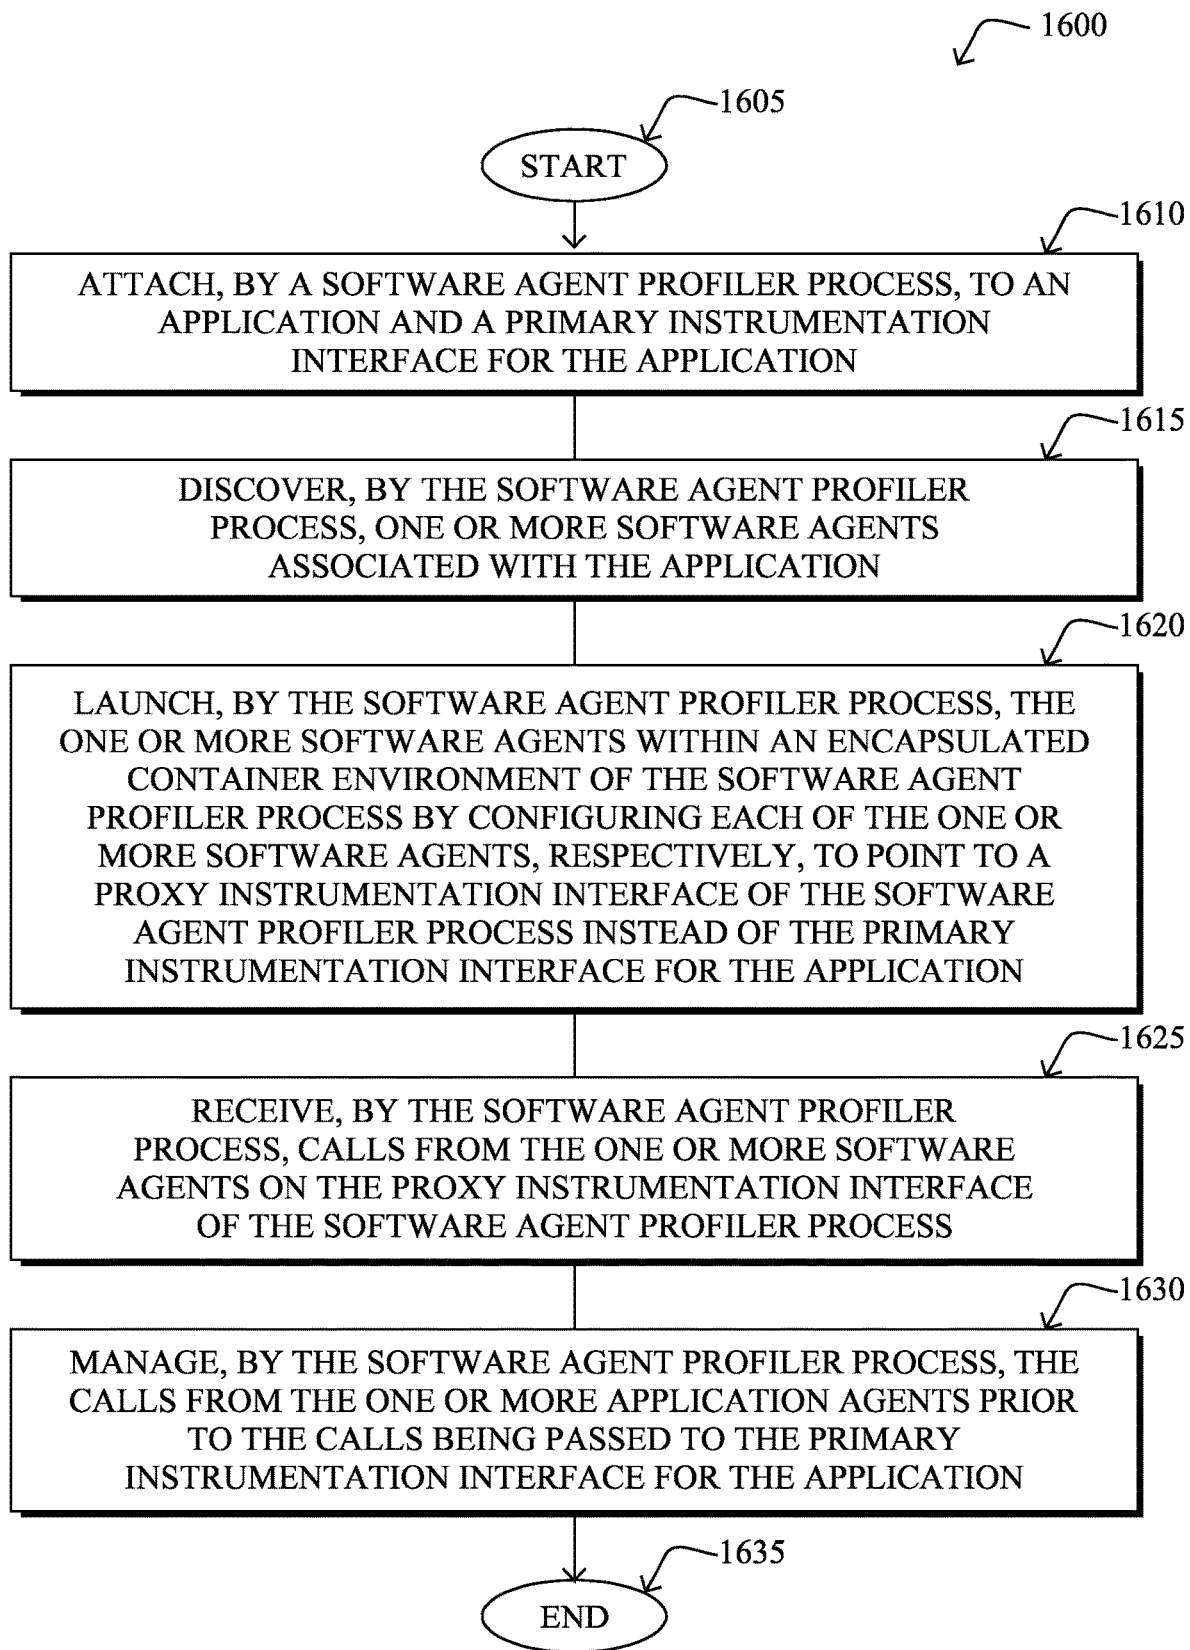 1600
1605
START
1610
ATTACH, BY A SOFTWARE AGENT PROFILER PROCESS, TO AN
APPLICATION AND A PRIMARY INSTRUMENTATION
INTERFACE FOR THE APPLICATION
1615
DISCOVER, BY THE SOFTWARE AGENT PROFILER
PROCESS, ONE OR MORE SOFTWARE AGENTS
ASSOCIATED WITH THE APPLICATION
1620
LAUNCH, BY THE SOFTWARE AGENT PROFILER PROCESS, THE
ONE OR MORE SOFTWARE AGENTS WITHIN AN ENCAPSULATED
CONTAINER ENVIRONMENT OF THE SOFTWARE AGENT
PROFILER PROCESS BY CONFIGURING EACH OF THE ONE OR
MORE SOFTWARE AGENTS, RESPECTIVELY, TO POINT TO A
PROXY INSTRUMENTATION INTERFACE OF THE SOFTWARE
AGENT PROFILER PROCESS INSTEAD OF THE PRIMARY
INSTRUMENTATION INTERFACE FOR THE APPLICATION
1625
RECEIVE, BY THE SOFTWARE AGENT PROFILER
PROCESS, CALLS FROM THE ONE OR MORE SOFTWARE
AGENTS ON THE PROXY INSTRUMENTATION INTERFACE
OF THE SOFTWARE AGENT PROFILER PROCESS
1630
MANAGE, BY THE SOFTWARE AGENT PROFILER PROCESS, THE
CALLS FROM THE ONE OR MORE APPLICATION AGENTS PRIOR
TO THE CALLS BEING PASSED TO THE PRIMARY
INSTRUMENTATION INTERFACE FOR THE APPLICATION
1635
END